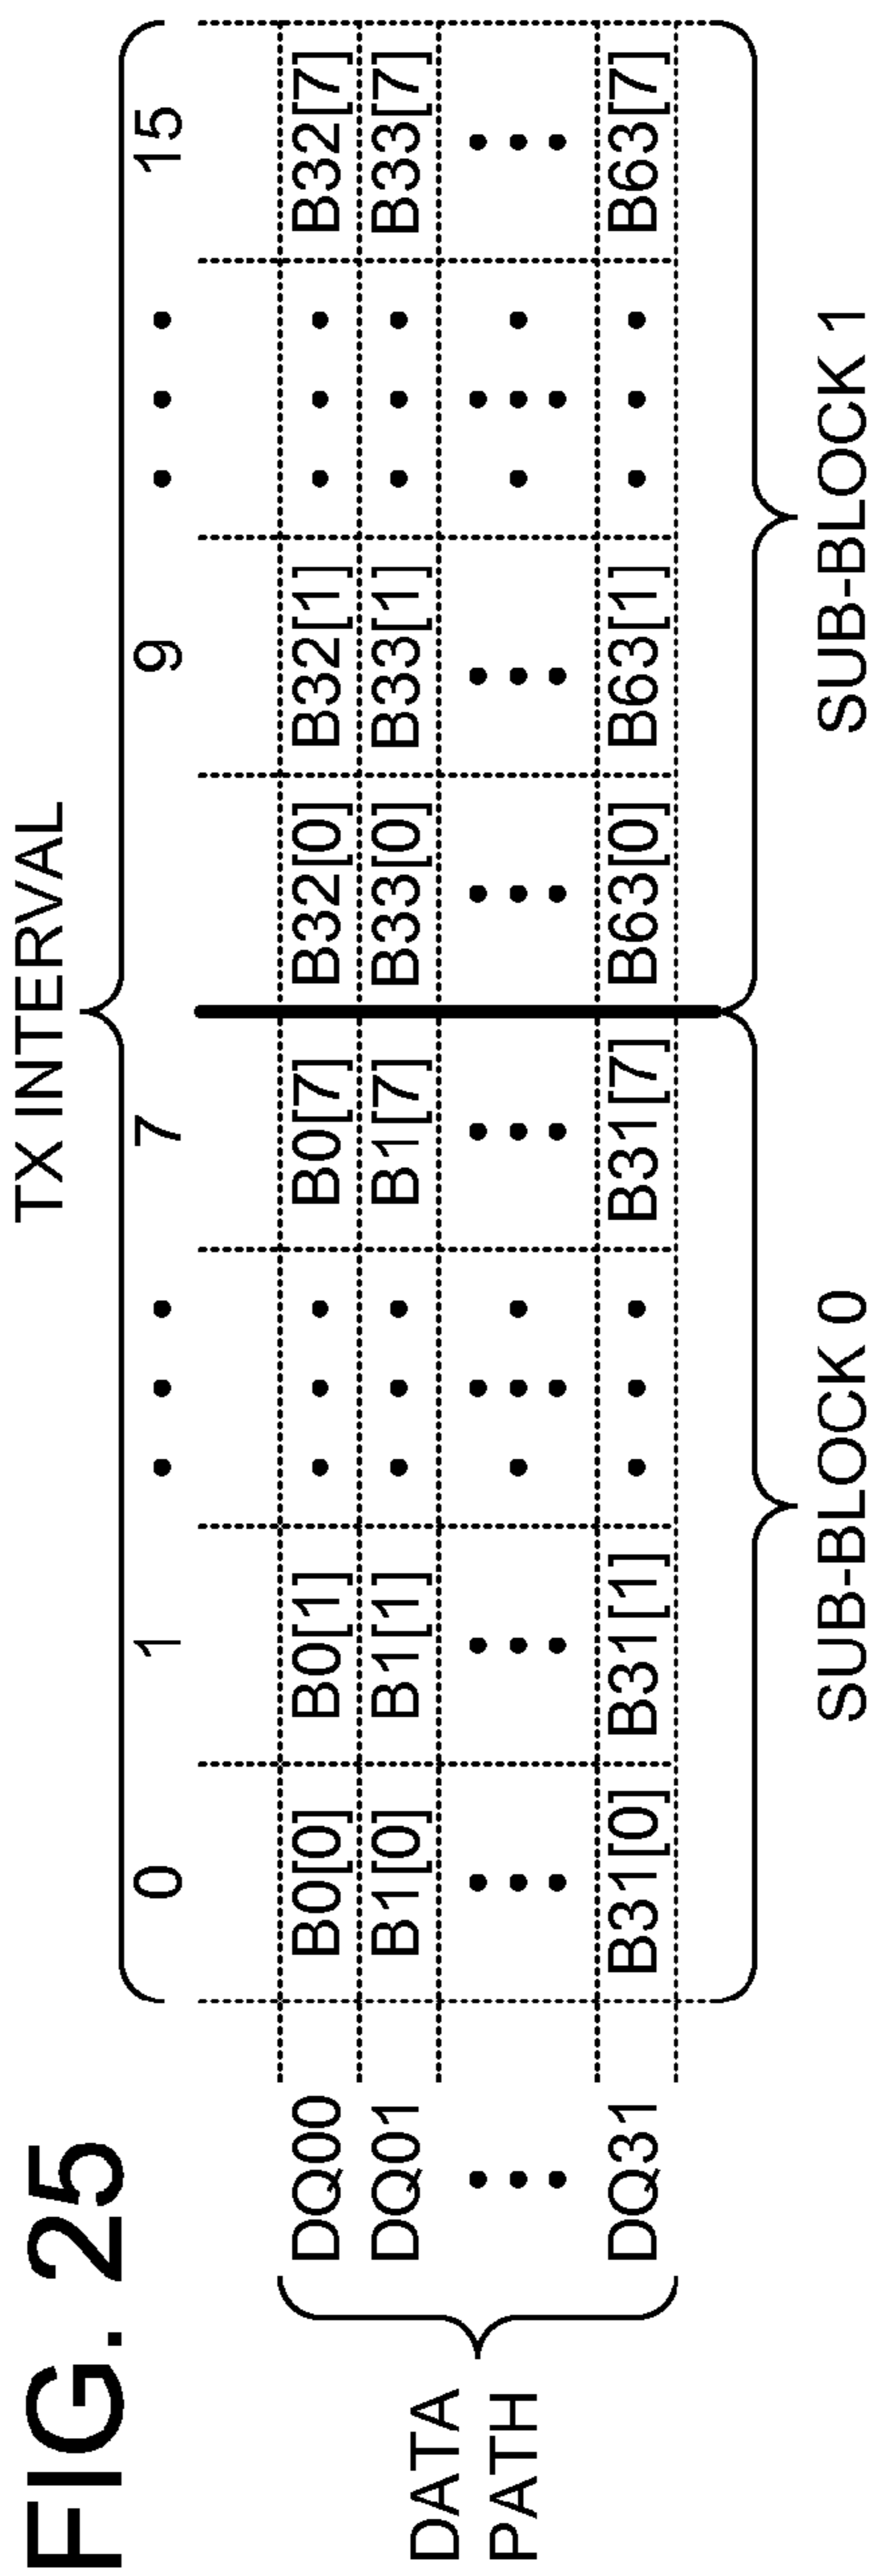 FIG. 25
TX INTERVAL
0 1 • • • 7 9 • • • 15
DQ00 B0[0] B0[1] • • • B0[7] B32[0] B32[1] • • • B32[7]
DQ01 B1[0] B1[1] • • • B1[7] B33[0] B33[1] • • • B33[7]
DATA
PATH
DQ31 B31[0] B31[1] • • • B31[7] B63[0] B63[1] • • • B63[7]
SUB-BLOCK 0 SUB-BLOCK 1